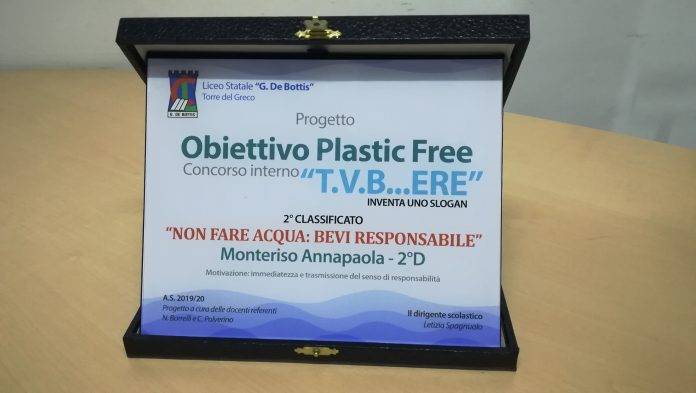 Liceo Statale "G. De Bottis"
Torre del Greco
G. DE BOTTIS
Progetto
Obiettivo Plastic Free
Concorso interno "T.V.B...ERE"
INVENTA UNO SLOGAN
2° CLASSIFICATO
"NON FARE ACQUA: BEVI RESPONSABILE"
Monteriso Annapaola - 2°D
Motivazione: immediatezza e trasmissione del senso di responsabilità
A.S. 2019/20
Progetto a cura delle docenti referenti
N. Borrelli e C. Polverino
Il dirigente scolastico
Letizia Spagnuolo